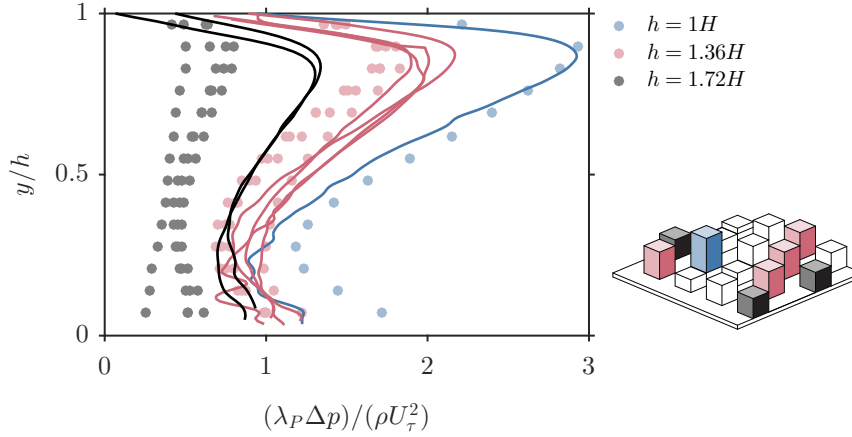 1
0.5
0
y/h
0 1 2 3
(λ_P Δp)/(ρU_τ^2)
h = 1H
h = 1.36H
h = 1.72H